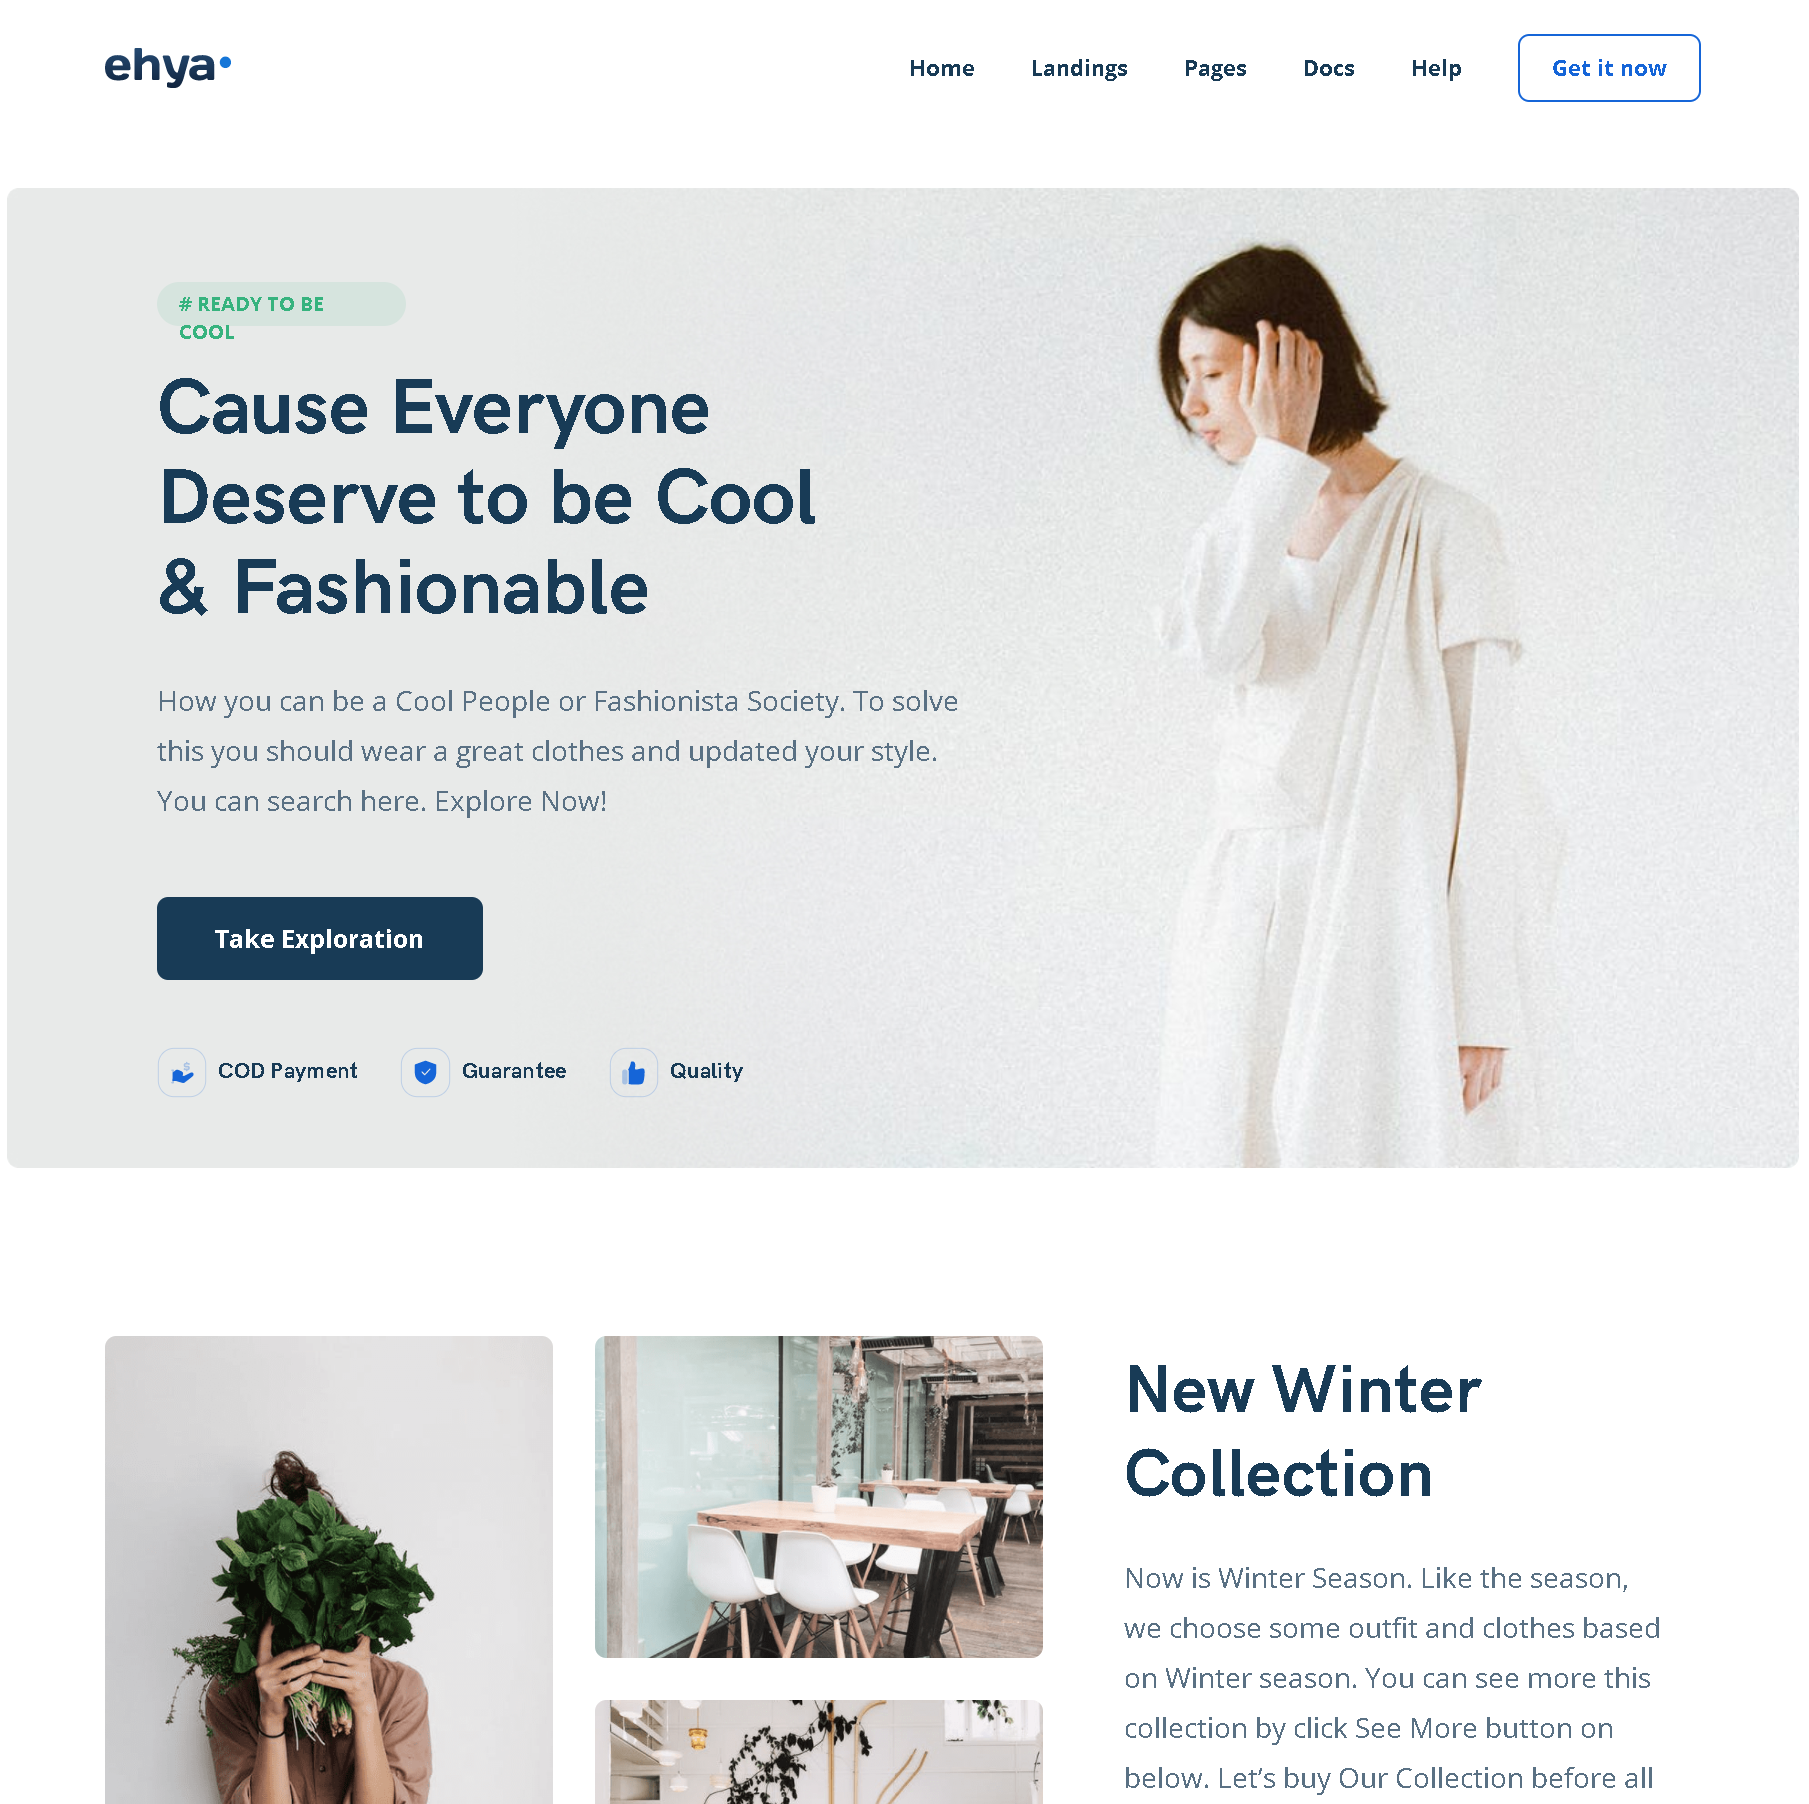 ehya
Home Landings Pages Docs Help Get it now
# READY TO BE
COOL
Cause Everyone
Deserve to be Cool
& Fashionable
How you can be a Cool People or Fashionista Society. To solve
this you should wear a great clothes and updated your style.
You can search here. Explore Now!
Take Exploration
COD Payment Guarantee Quality
New Winter
Collection
Now is Winter Season. Like the season,
we choose some outfit and clothes based
on Winter season. You can see more this
collection by click See More button on
below. Let’s buy Our Collection before all